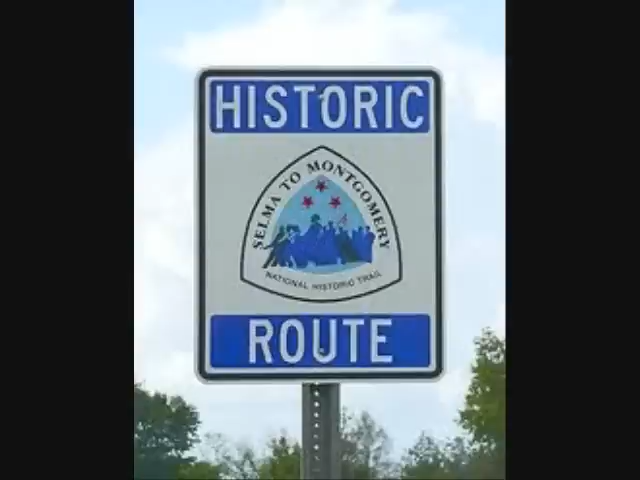 HISTORIC
SELMA TO MONTGOMERY
NATIONAL HISTORIC TRAIL
ROUTE